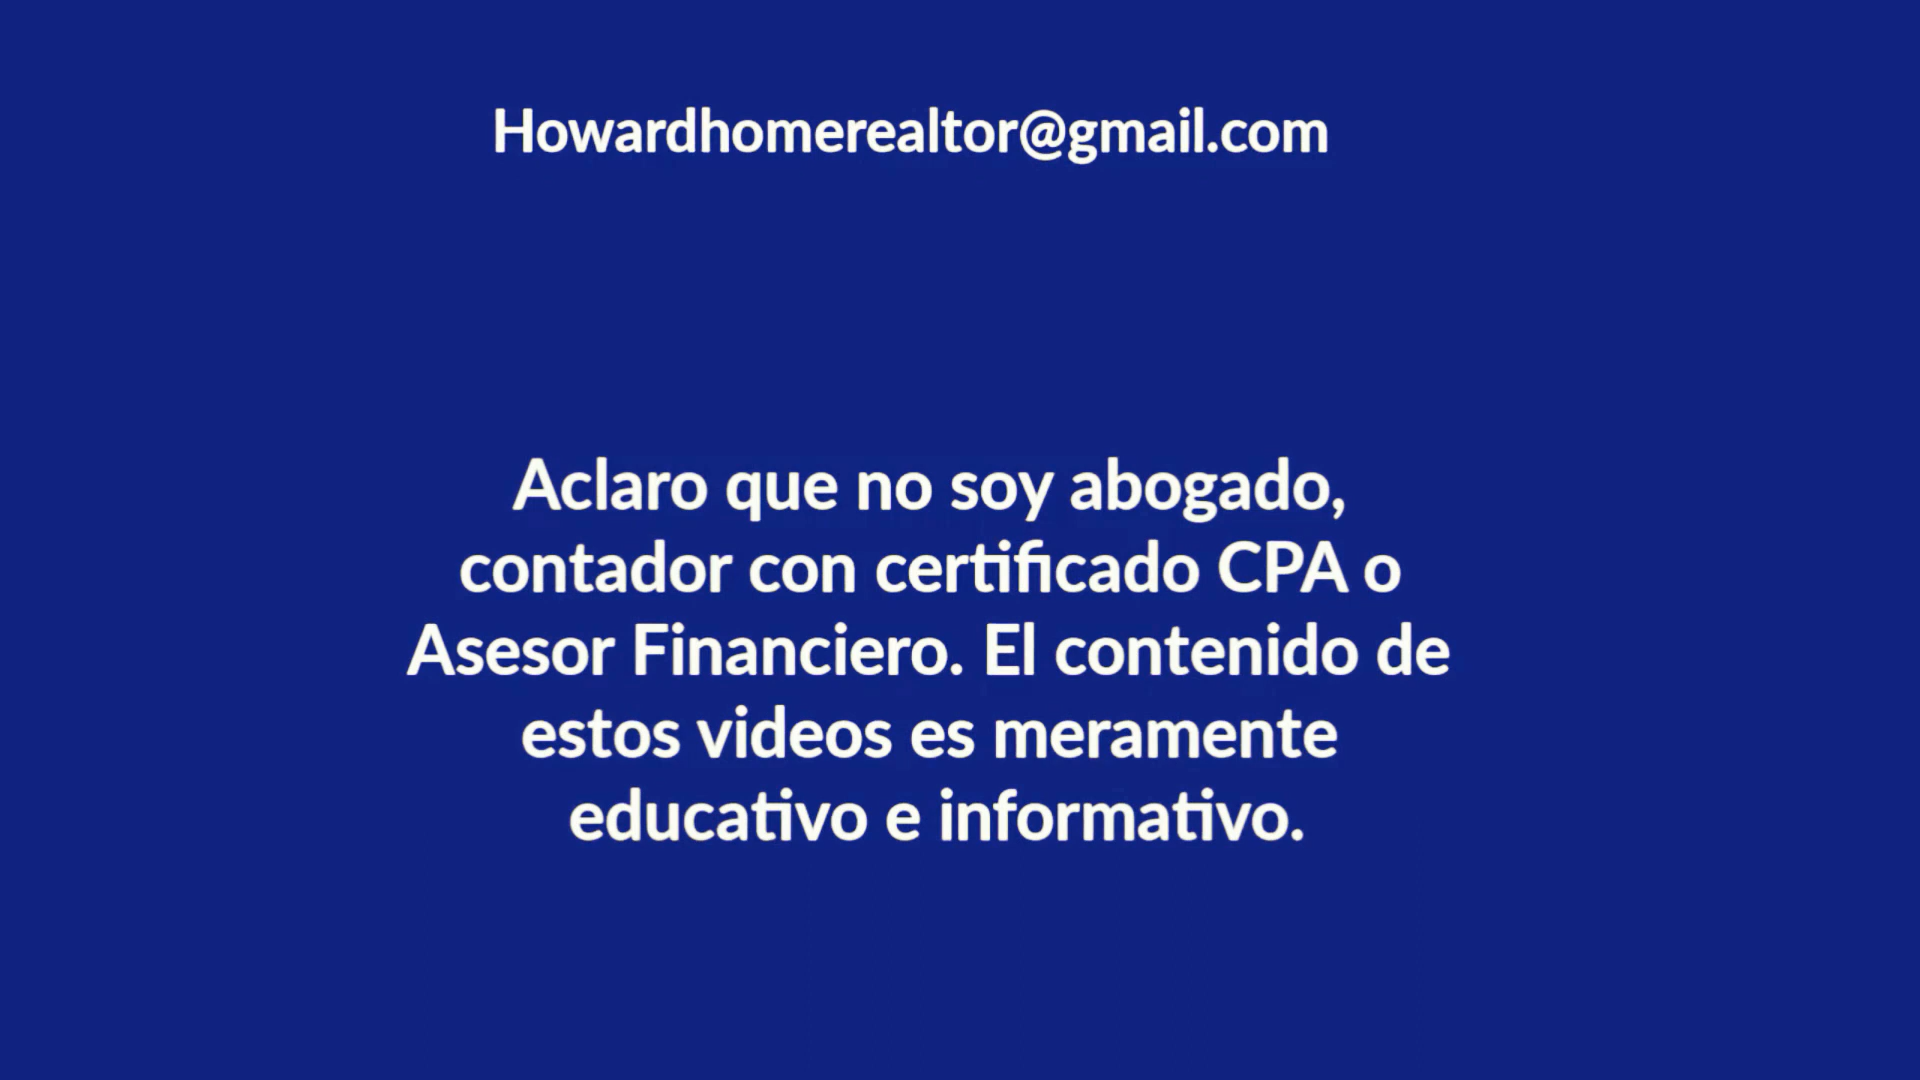 Howardhomerealtor@gmail.com
Aclaro que no soy abogado,
contador con certificado CPA o
Asesor Financiero. El contenido de
estos videos es meramente
educativo e informativo.